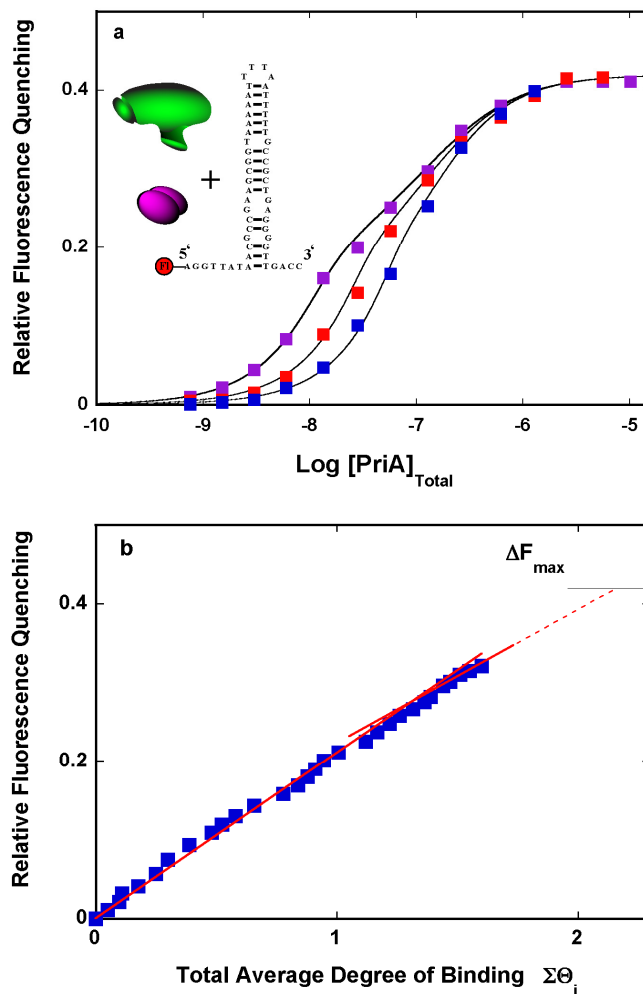 a
T T T
T A
5‘
3‘
Fl
AGGTTATA
TGACC
+
Relative Fluorescence Quenching
0.4
0.2
0
-10 -9 -8 -7 -6 -5
Log [PriA]Total
b
ΔFmax
Relative Fluorescence Quenching
0.4
0.2
0
0 1 2
Total Average Degree of Binding ΣΘi